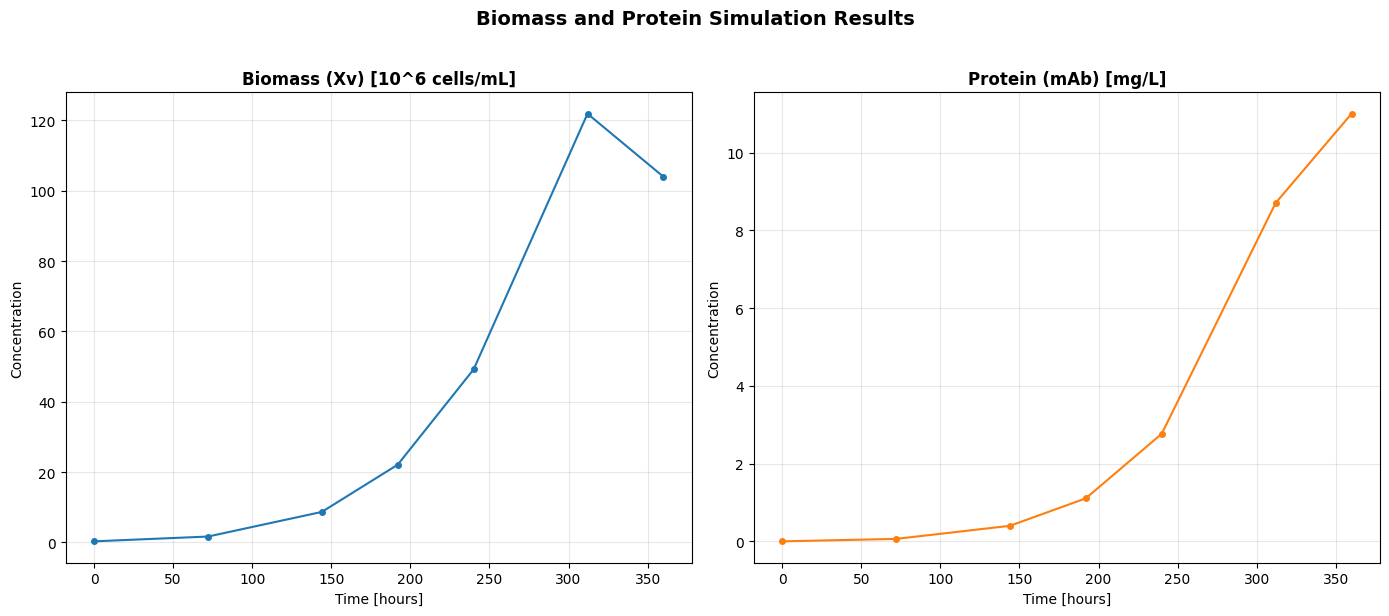 Biomass and Protein Simulation Results
Biomass (Xv) [10^6 cells/mL]
Concentration
120
100
80
60
40
20
0
0 50 100 150 200 250 300 350
Time [hours]
Protein (mAb) [mg/L]
Concentration
10
8
6
4
2
0
0 50 100 150 200 250 300 350
Time [hours]